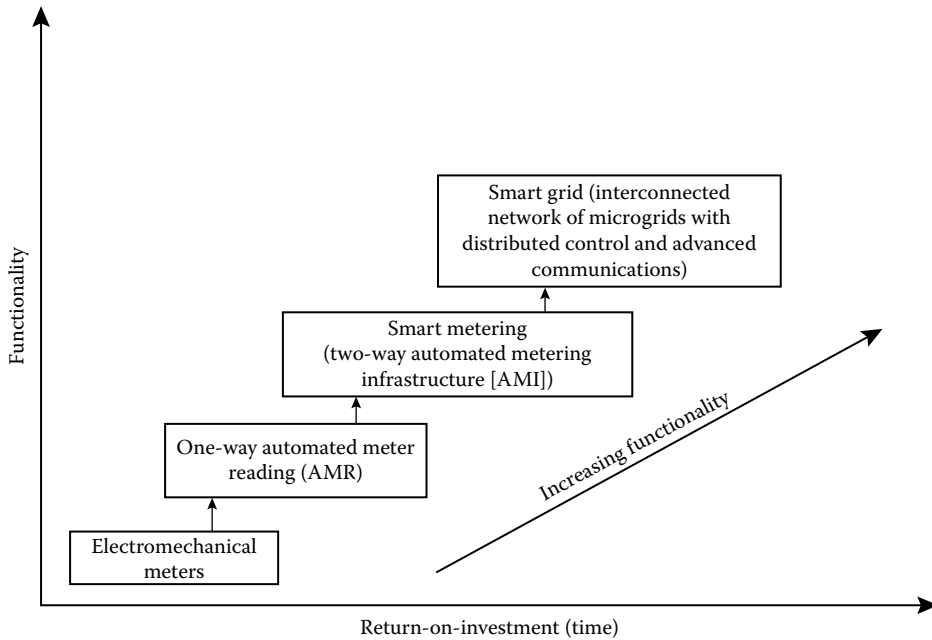 Functionality
Smart grid (interconnected
network of microgrids with
distributed control and advanced
communications)
Smart metering
(two-way automated metering
infrastructure [AMI])
One-way automated meter
reading (AMR)
Electromechanical
meters
Increasing functionality
Return-on-investment (time)